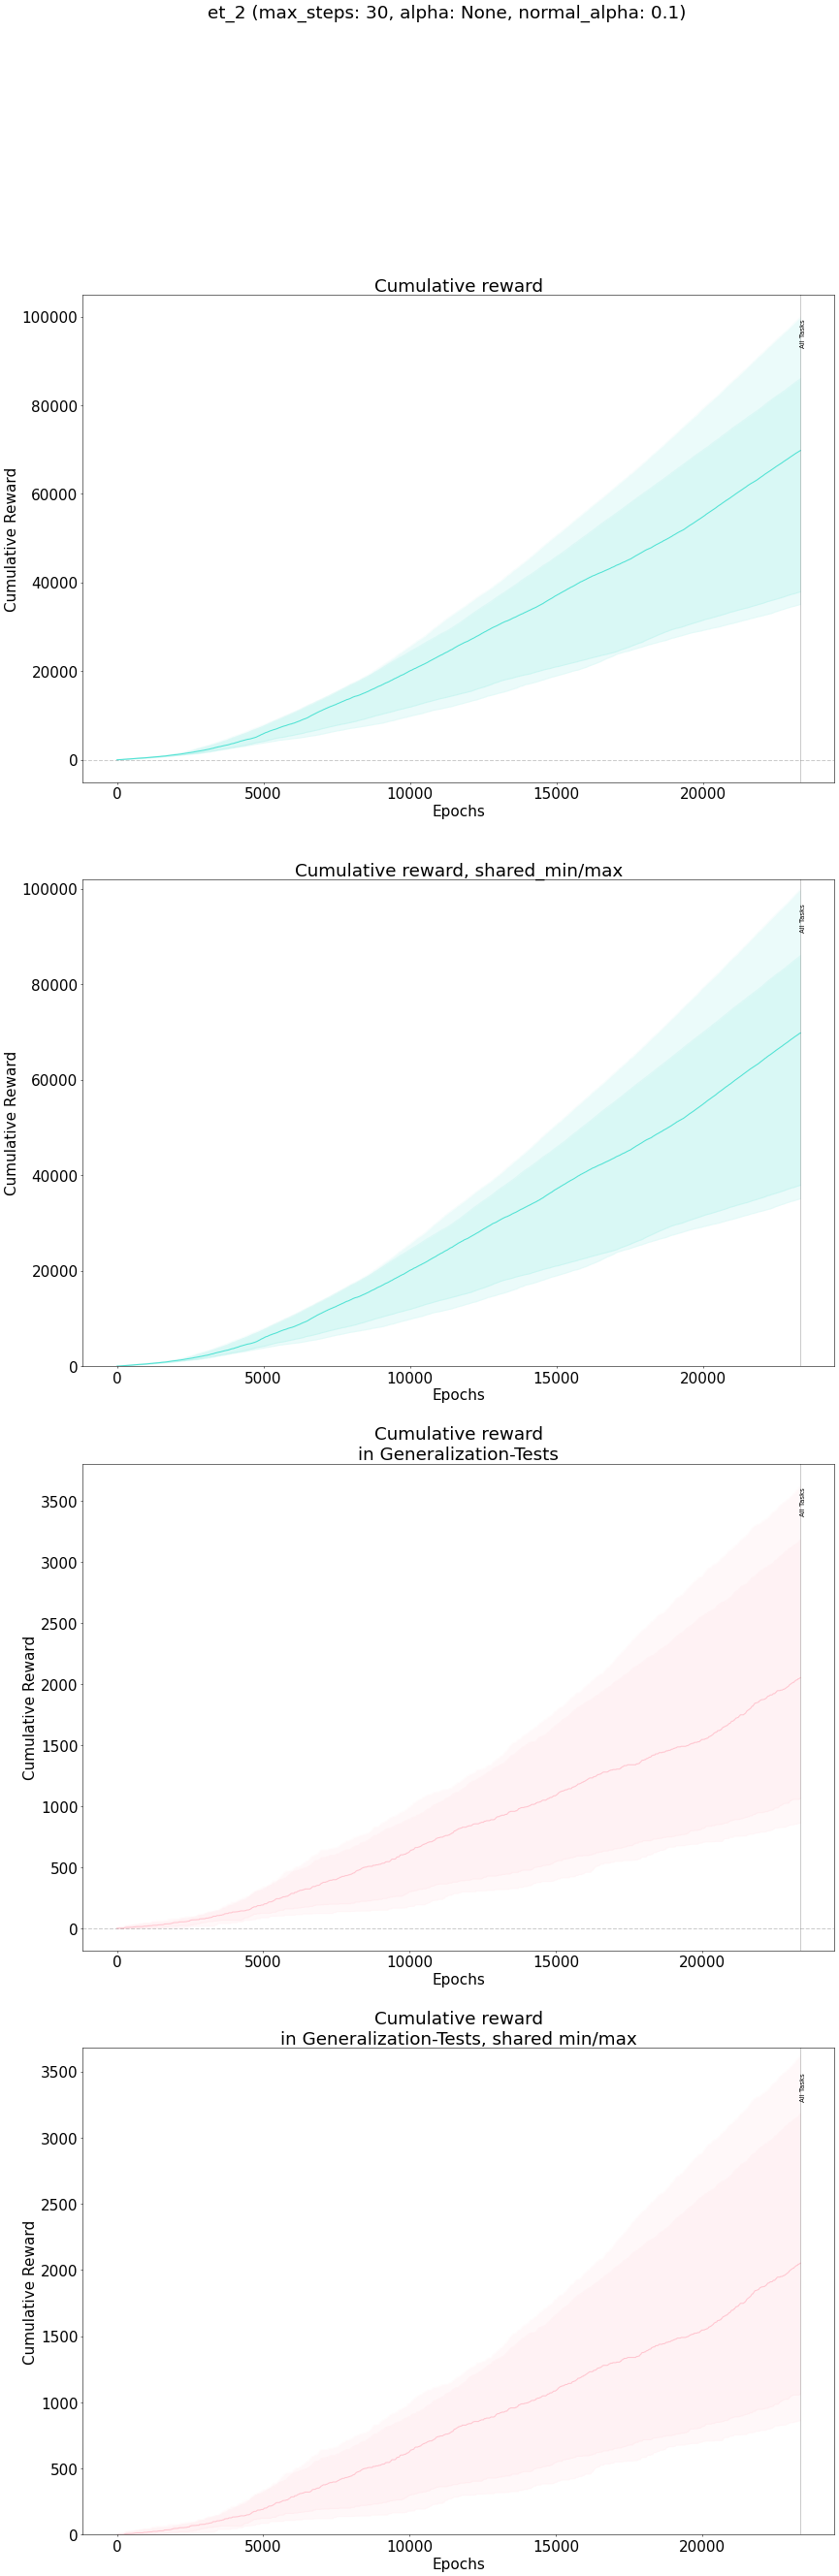 et_2 (max_steps: 30, alpha: None, normal_alpha: 0.1)
Cumulative reward
100000
80000
60000
40000
20000
0
Cumulative Reward
All Tasks
0 5000 10000 15000 20000
Epochs
Cumulative reward, shared_min/max
100000
80000
60000
40000
20000
0
Cumulative Reward
All Tasks
0 5000 10000 15000 20000
Epochs
Cumulative reward
in Generalization-Tests
3500
3000
2500
2000
1500
1000
500
0
Cumulative Reward
All Tasks
0 5000 10000 15000 20000
Epochs
Cumulative reward
in Generalization-Tests, shared min/max
3500
3000
2500
2000
1500
1000
500
0
Cumulative Reward
All Tasks
0 5000 10000 15000 20000
Epochs